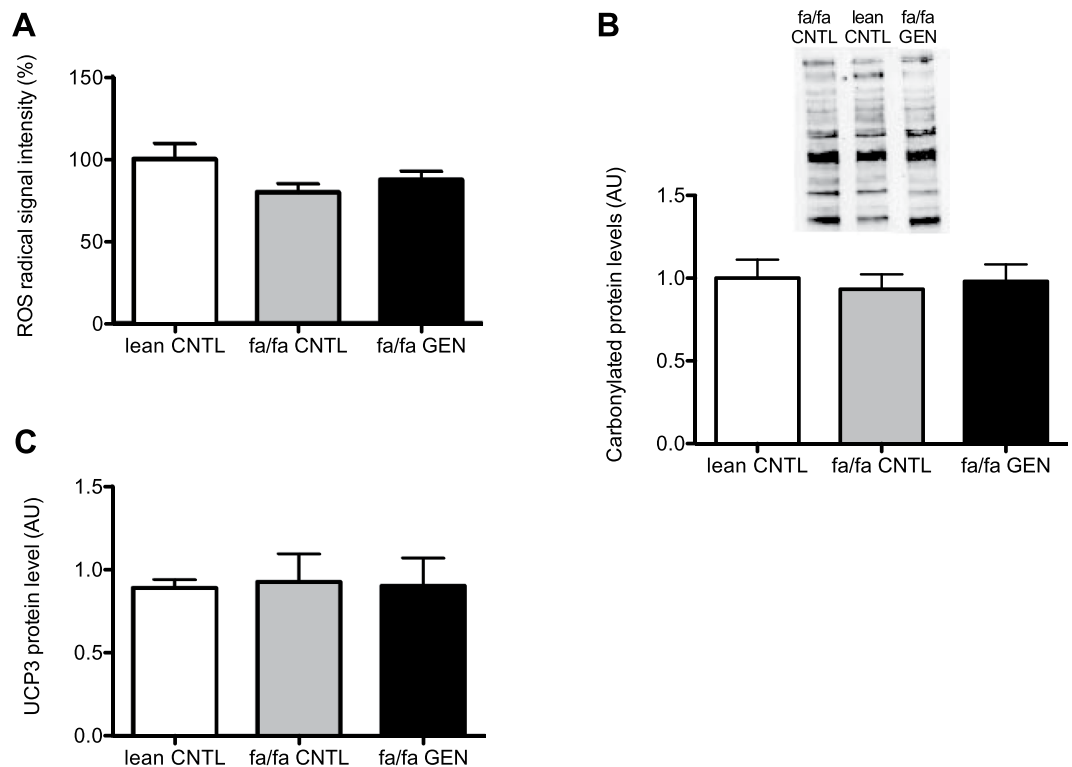 A
ROS radical signal intensity (%)
150
100
50
0
lean CNTL fa/fa CNTL fa/fa GEN
B
fa/fa lean fa/fa
CNTL CNTL GEN
Carbonylated protein levels (AU)
1.5
1.0
0.5
0.0
lean CNTL fa/fa CNTL fa/fa GEN
C
UCP3 protein level (AU)
1.5
1.0
0.5
0.0
lean CNTL fa/fa CNTL fa/fa GEN